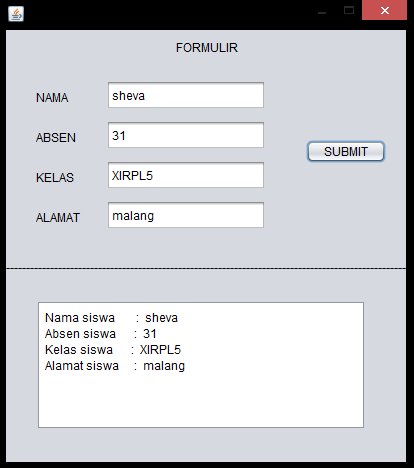 FORMULIR
NAMA sheva
ABSEN 31
SUBMIT
KELAS XIRPL5
ALAMAT malang
Nama siswa : sheva
Absen siswa : 31
Kelas siswa : XIRPL5
Alamat siswa : malang